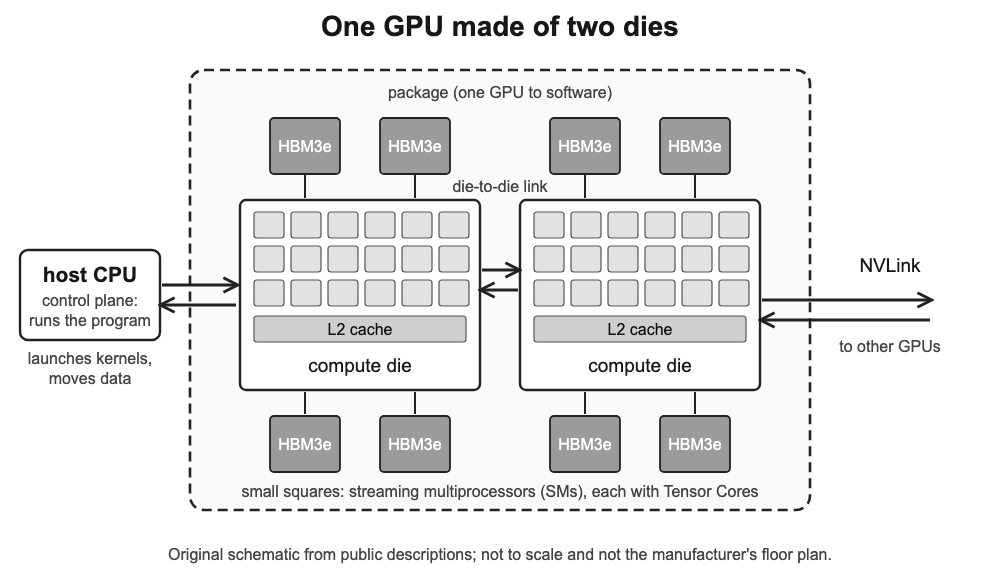 One GPU made of two dies
package (one GPU to software)
HBM3e
HBM3e
HBM3e
HBM3e
die-to-die link
host CPU
control plane:
runs the program
launches kernels,
moves data
L2 cache
compute die
L2 cache
compute die
NVLink
to other GPUs
HBM3e
HBM3e
HBM3e
HBM3e
small squares: streaming multiprocessors (SMs), each with Tensor Cores
Original schematic from public descriptions; not to scale and not the manufacturer's floor plan.